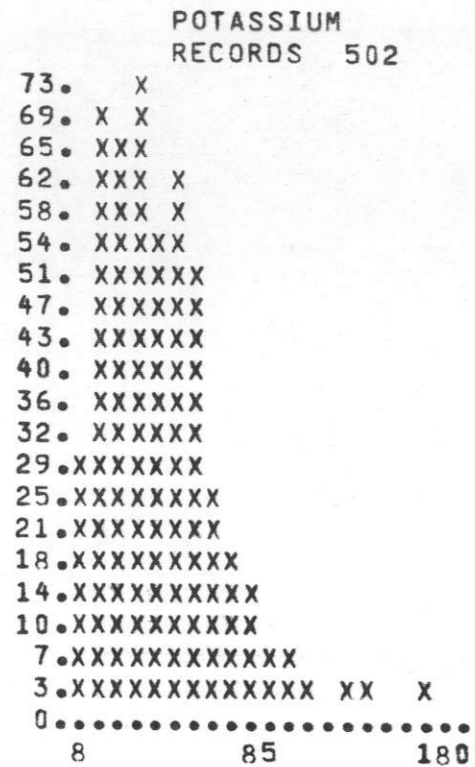 POTASSIUM
RECORDS 502
73. X
69. X X
65. XXX
62. XXX X
58. XXX X
54. XXXXX
51. XXXXXX
47. XXXXXX
43. XXXXXX
40. XXXXXX
36. XXXXXX
32. XXXXXX
29.XXXXXXX
25.XXXXXXXX
21.XXXXXXXX
18.XXXXXXXXX
14.XXXXXXXXXX
10.XXXXXXXXXX
7.XXXXXXXXXXXX
3.XXXXXXXXXXXXX XX X
0......................
8 85 180